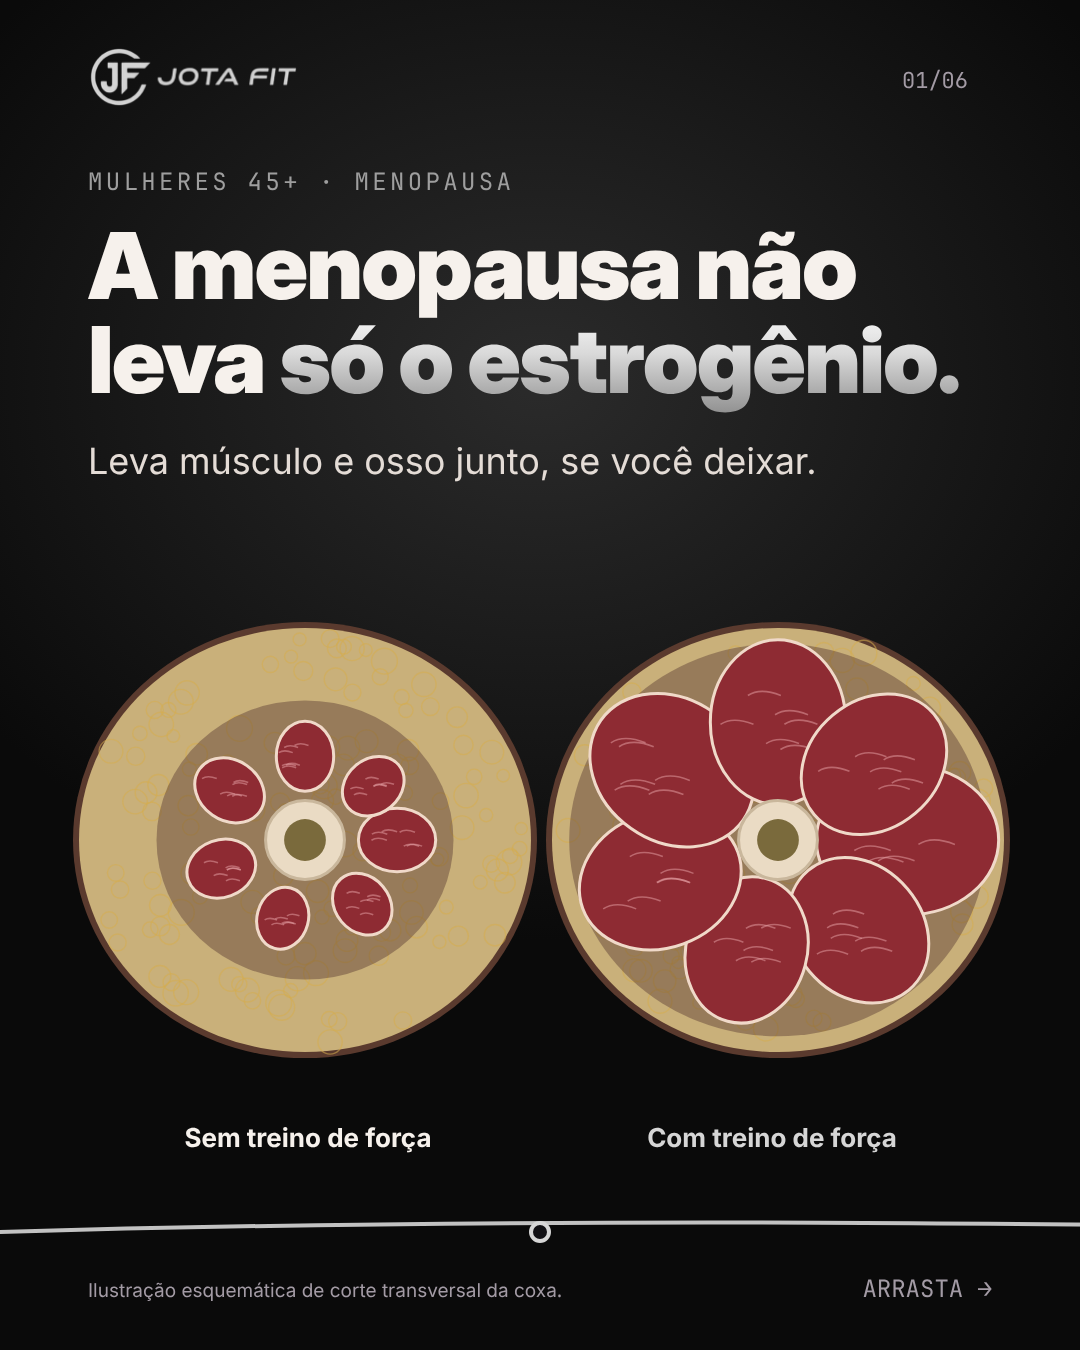 JF JOTA FIT
01/06
MULHERES 45+ · MENOPAUSA
A menopausa não
leva só o estrogênio.
Leva músculo e osso junto, se você deixar.
Sem treino de força
Com treino de força
Ilustração esquemática de corte transversal da coxa.
ARRASTA →